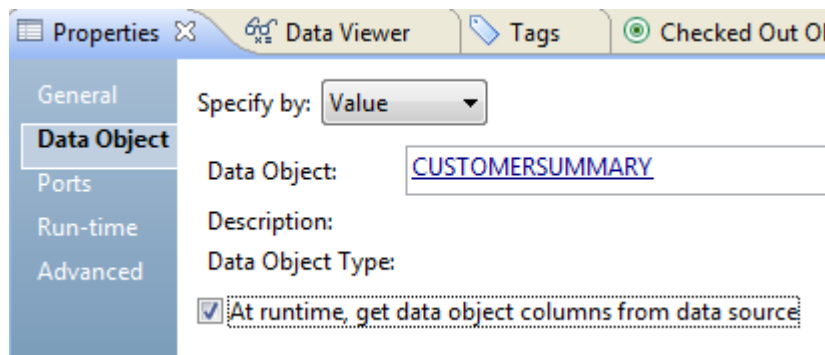 Properties Data Viewer Tags Checked Out Ob
General
Specify by: Value
Data Object
Data Object: CUSTOMERSUMMARY
Ports
Description:
Run-time
Data Object Type:
Advanced
At runtime, get data object columns from data source